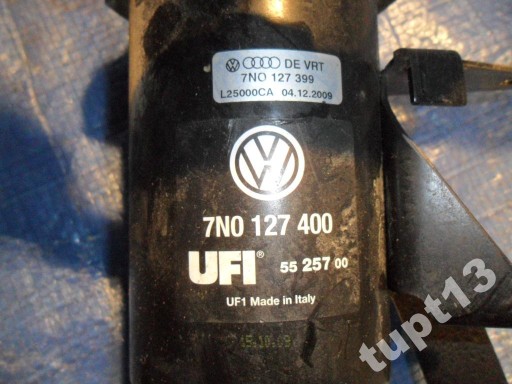 DE VRT
7N0 127 399
L25000CA 04.12.2009
7N0 127 400
UFI® 55 257 00
UF1 Made in Italy
tupt13